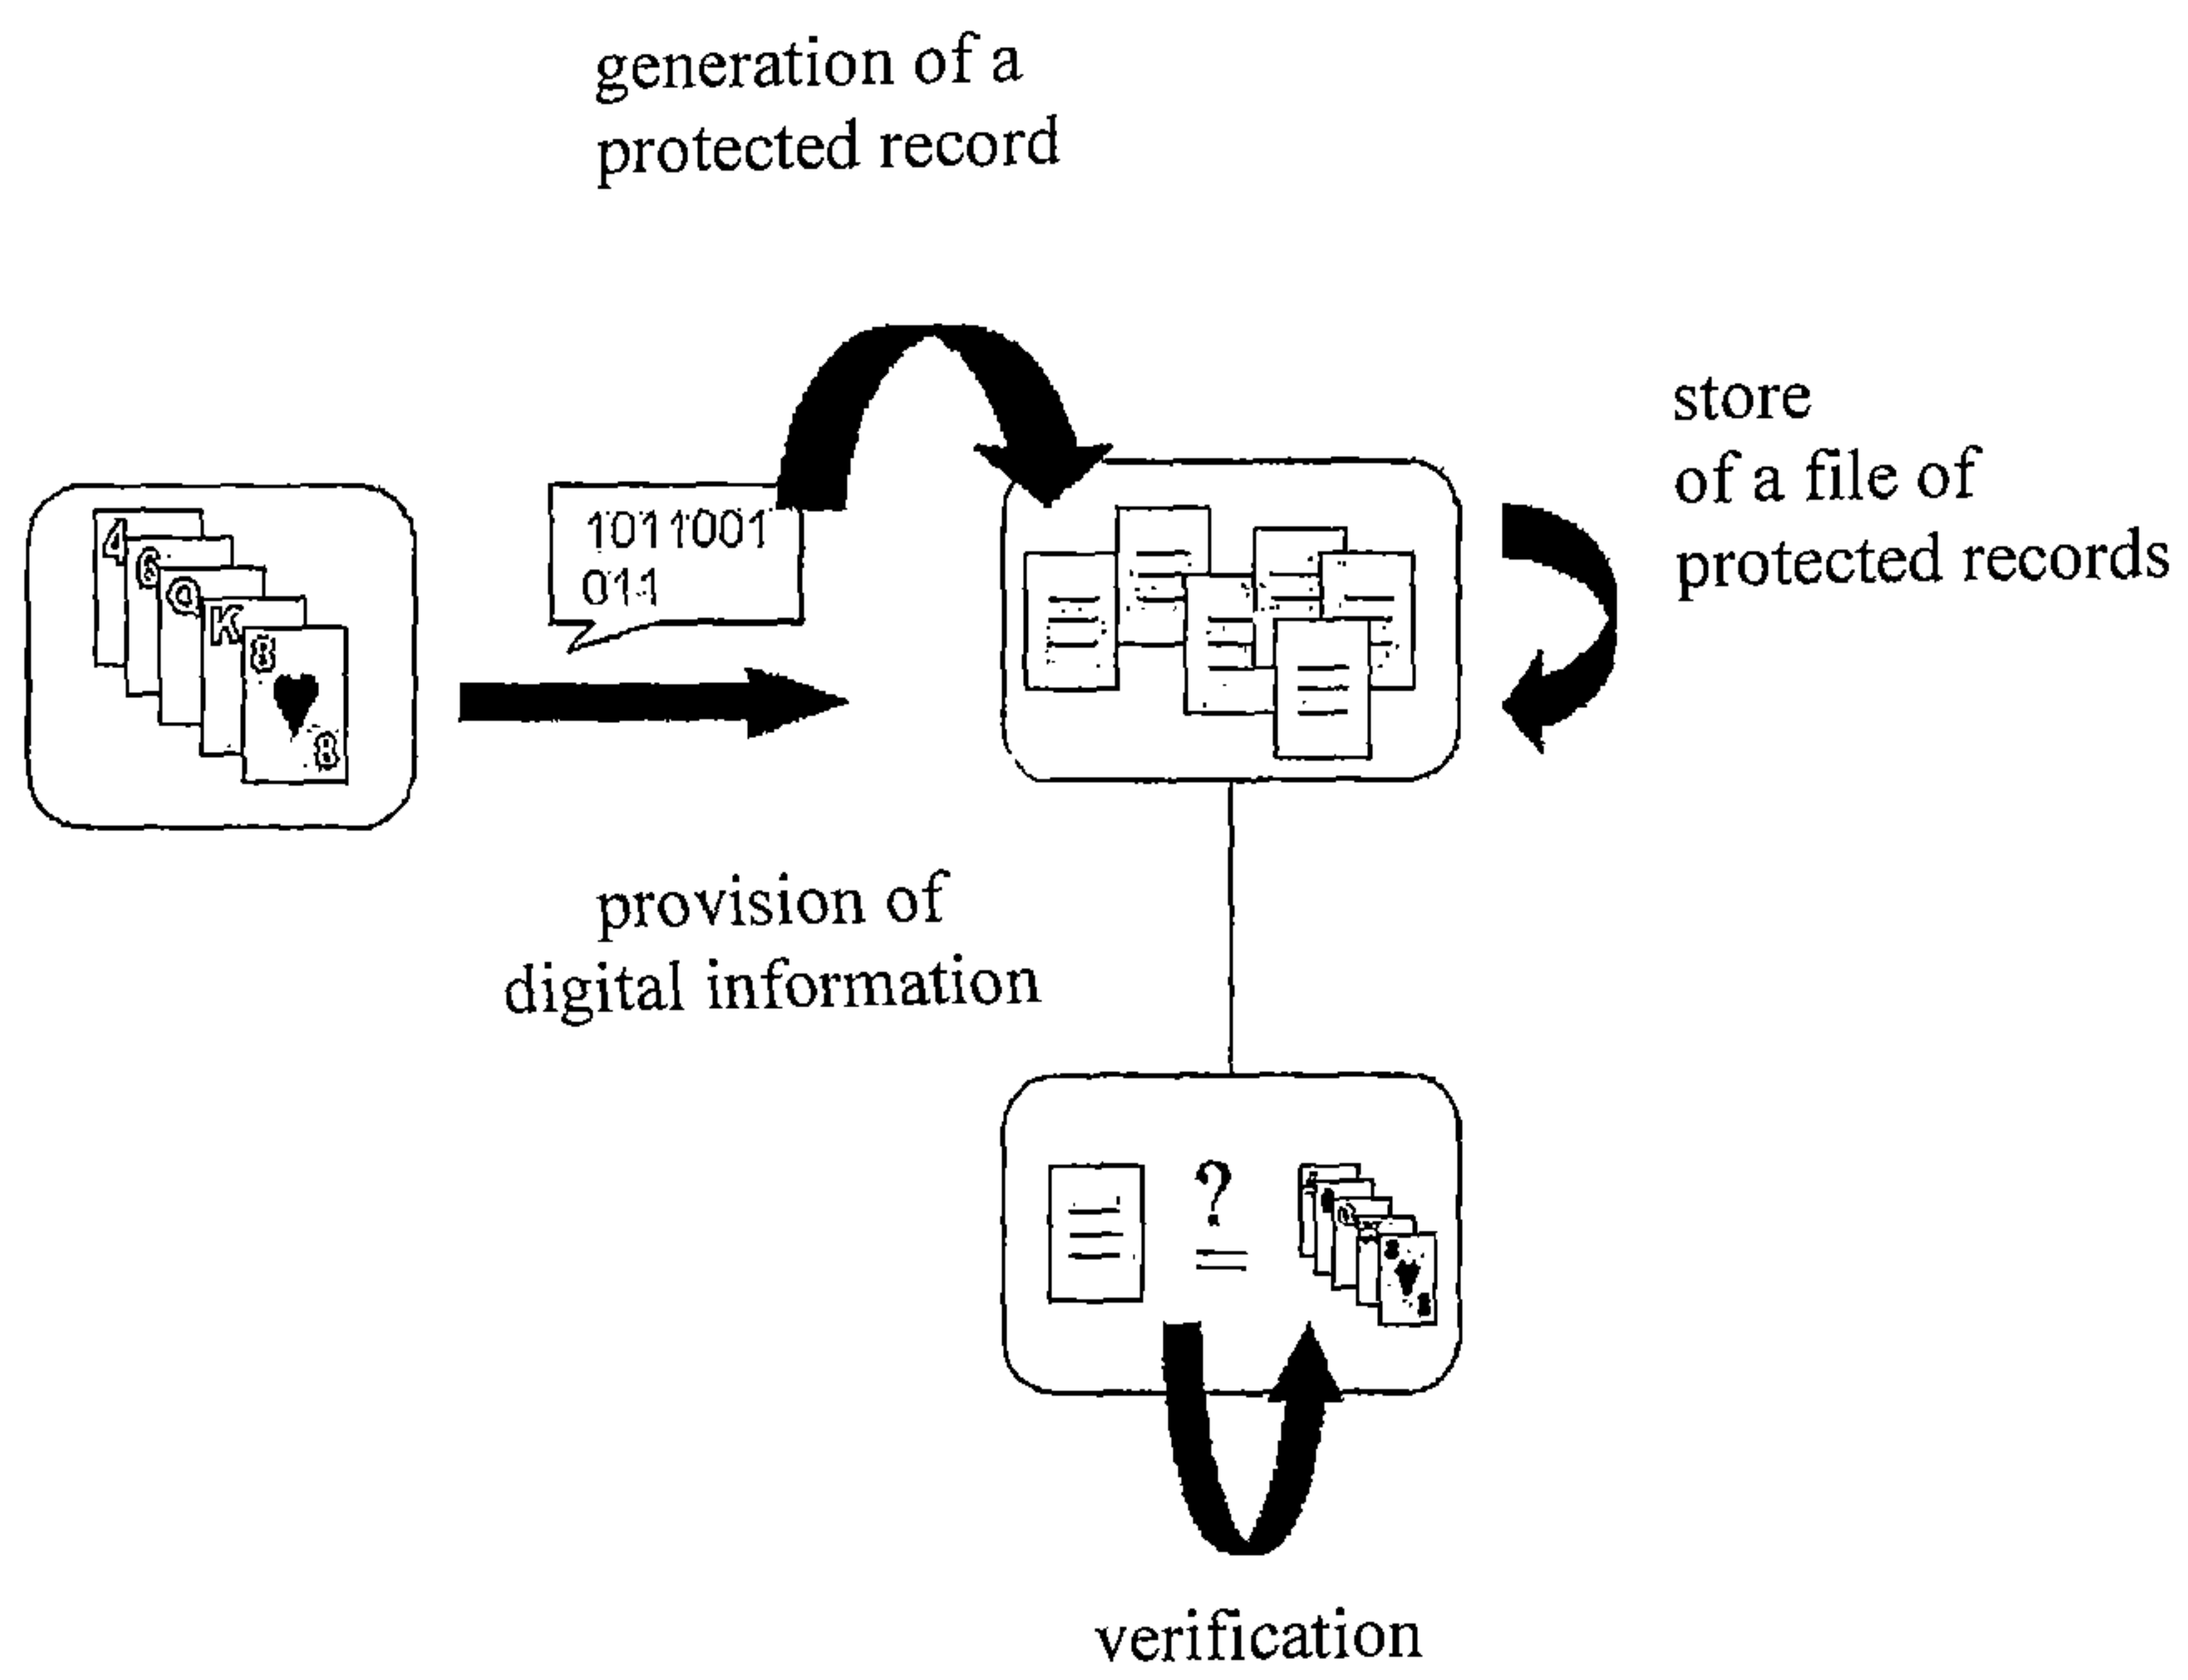 generation of a
protected record
store
of a file of
protected records
1011001
011
4
6
Q
K
8
8
provision of
digital information
?
=
8
verification